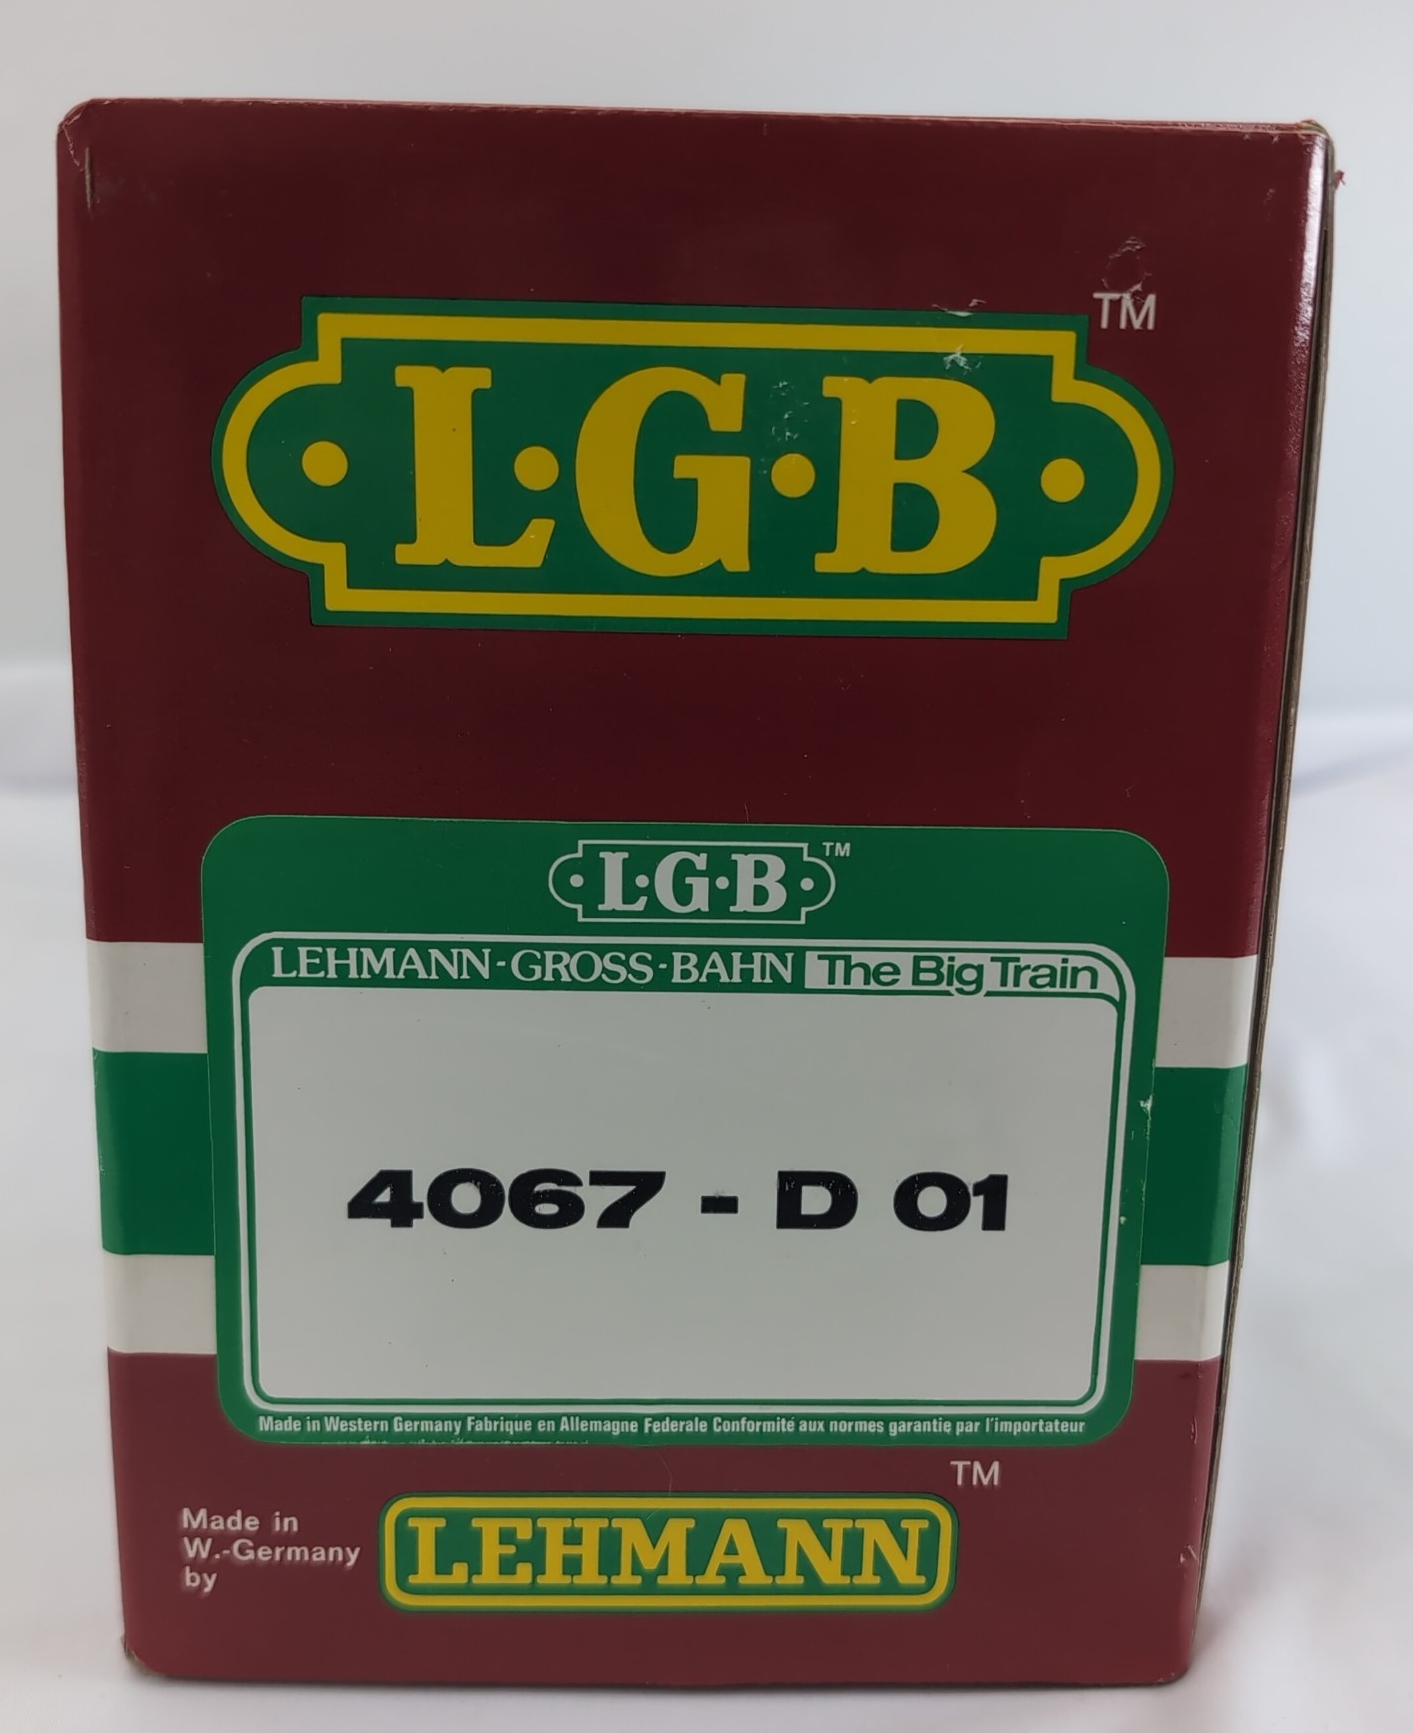 TM
L·G·B
L·G·B TM
LEHMANN-GROSS-BAHN The Big Train
4067 - D 01
Made in Western Germany Fabrique en Allemagne Federale Conformité aux normes garantie par l'importateur
TM
Made in
W.-Germany
by
LEHMANN